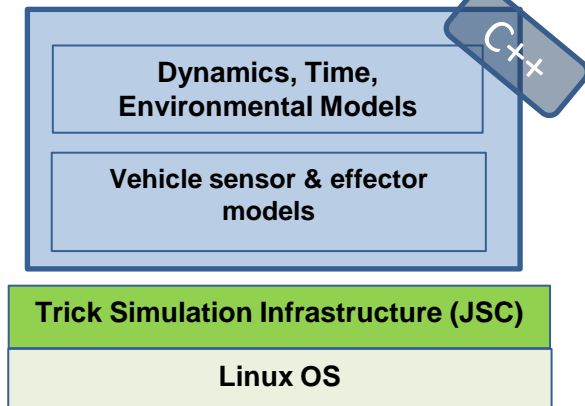 C++
Dynamics, Time,
Environmental Models
Vehicle sensor & effector
models
Trick Simulation Infrastructure (JSC)
Linux OS